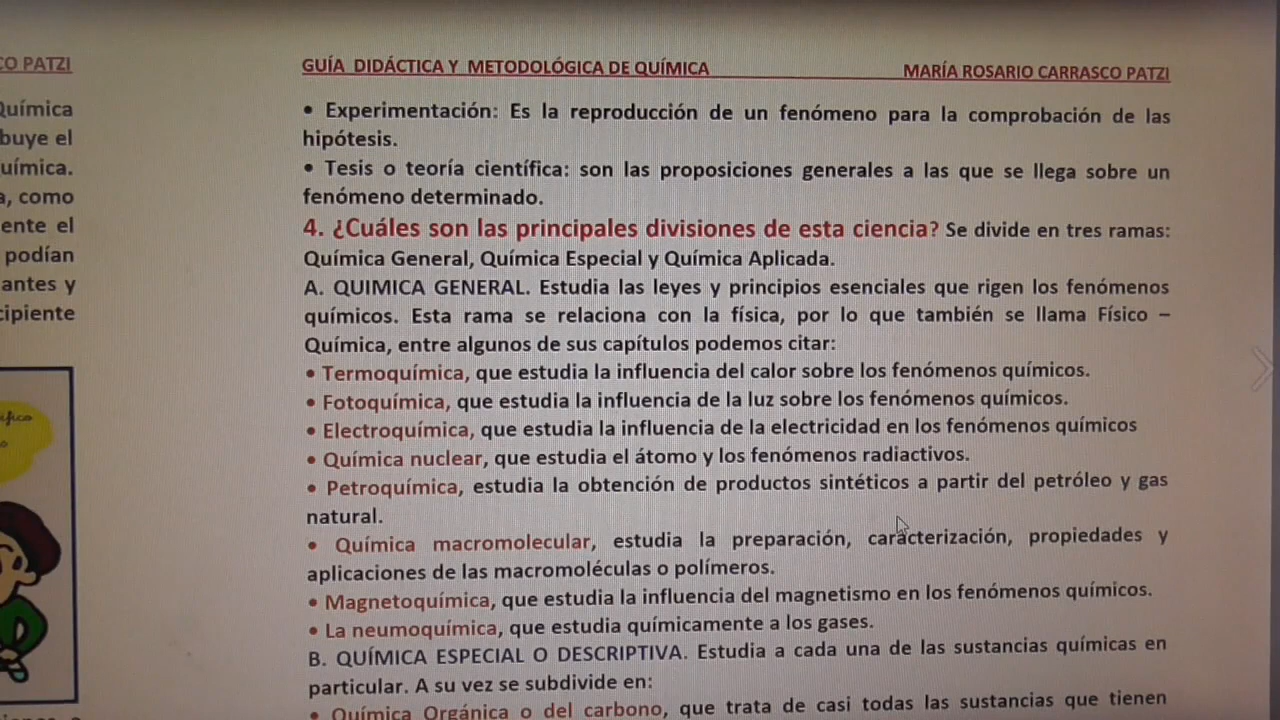 CO PATZI
Química
buye el
uímica.
a, como
ente el
podían
antes y
cipiente
GUÍA DIDÁCTICA Y METODOLÓGICA DE QUÍMICA MARÍA ROSARIO CARRASCO PATZI
• Experimentación: Es la reproducción de un fenómeno para la comprobación de las
hipótesis.
• Tesis o teoría científica: son las proposiciones generales a las que se llega sobre un
fenómeno determinado.
4. ¿Cuáles son las principales divisiones de esta ciencia? Se divide en tres ramas:
Química General, Química Especial y Química Aplicada.
A. QUIMICA GENERAL. Estudia las leyes y principios esenciales que rigen los fenómenos
químicos. Esta rama se relaciona con la física, por lo que también se llama Físico –
Química, entre algunos de sus capítulos podemos citar:
• Termoquímica, que estudia la influencia del calor sobre los fenómenos químicos.
• Fotoquímica, que estudia la influencia de la luz sobre los fenómenos químicos.
• Electroquímica, que estudia la influencia de la electricidad en los fenómenos químicos
• Química nuclear, que estudia el átomo y los fenómenos radiactivos.
• Petroquímica, estudia la obtención de productos sintéticos a partir del petróleo y gas
natural.
• Química macromolecular, estudia la preparación, caracterización, propiedades y
aplicaciones de las macromoléculas o polímeros.
• Magnetoquímica, que estudia la influencia del magnetismo en los fenómenos químicos.
• La neumoquímica, que estudia químicamente a los gases.
B. QUÍMICA ESPECIAL O DESCRIPTIVA. Estudia a cada una de las sustancias químicas en
particular. A su vez se subdivide en:
• Química Orgánica o del carbono, que trata de casi todas las sustancias que tienen